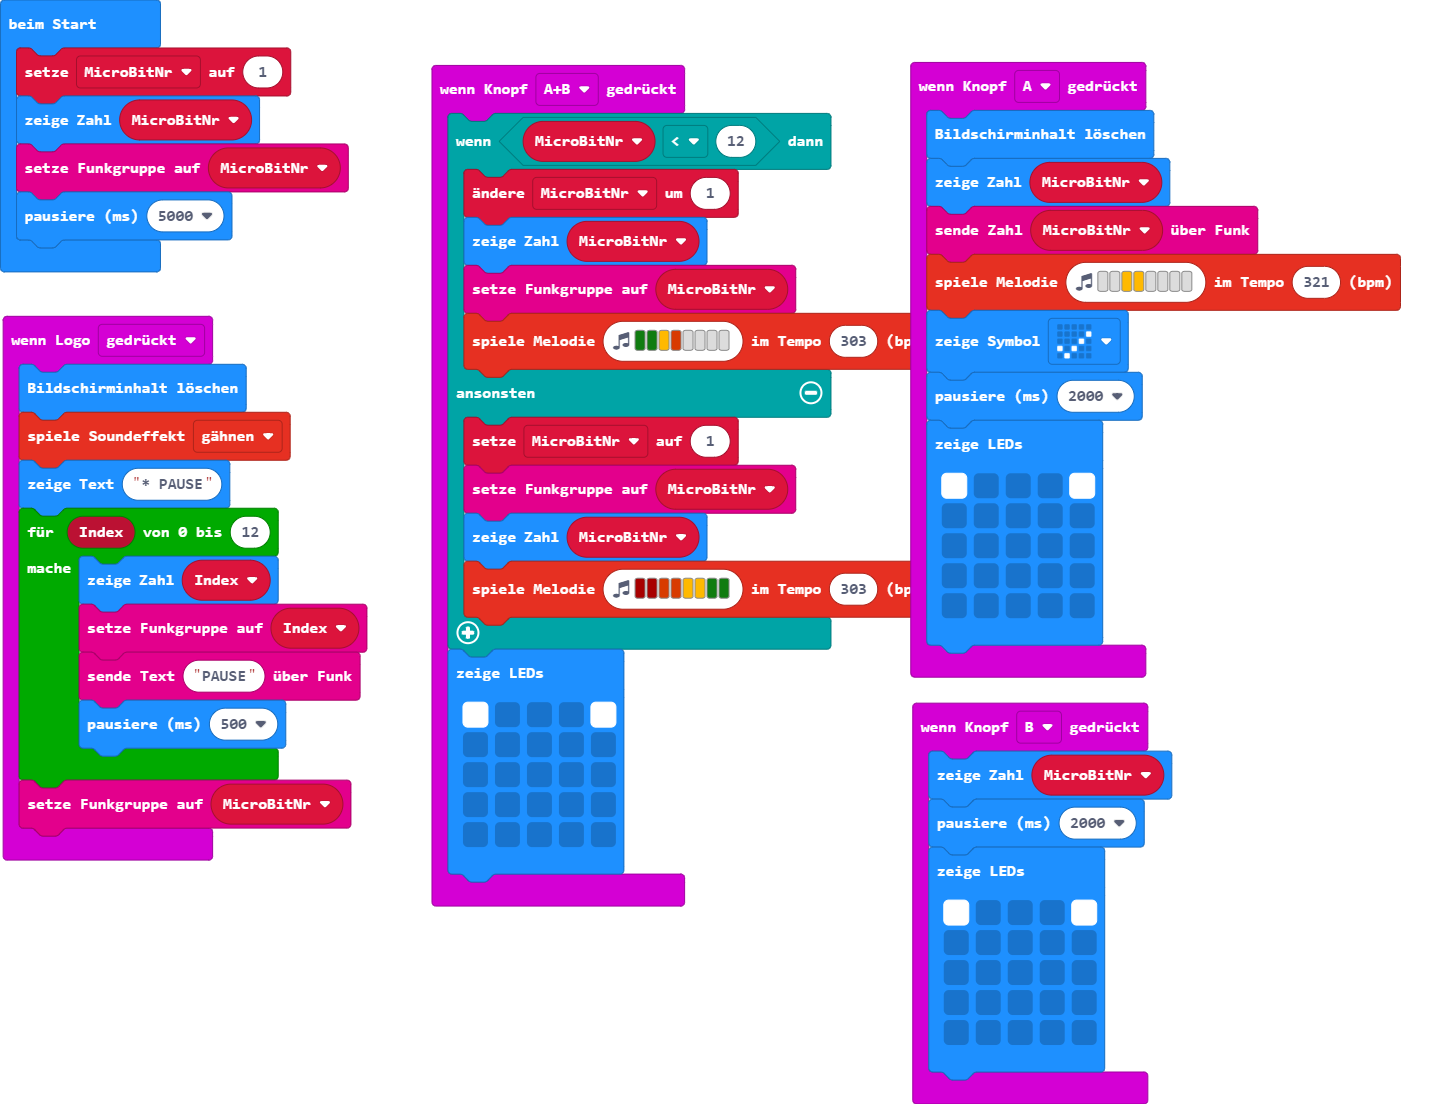 beim Start
setze MicroBitNr auf 1
zeige Zahl MicroBitNr
setze Funkgruppe auf MicroBitNr
pausiere (ms) 5000
wenn Logo gedrückt
Bildschirminhalt löschen
spiele Soundeffekt gähnen
zeige Text "* PAUSE"
für Index von 0 bis 12
mache
zeige Zahl Index
setze Funkgruppe auf Index
sende Text "PAUSE" über Funk
pausiere (ms) 500
setze Funkgruppe auf MicroBitNr
wenn Knopf A+B gedrückt
wenn MicroBitNr < 12 dann
ändere MicroBitNr um 1
zeige Zahl MicroBitNr
setze Funkgruppe auf MicroBitNr
spiele Melodie im Tempo 303 (bp
ansonsten
setze MicroBitNr auf 1
setze Funkgruppe auf MicroBitNr
zeige Zahl MicroBitNr
spiele Melodie im Tempo 303 (bp
zeige LEDs
wenn Knopf A gedrückt
Bildschirminhalt löschen
zeige Zahl MicroBitNr
sende Zahl MicroBitNr über Funk
spiele Melodie im Tempo 321 (bpm)
zeige Symbol
pausiere (ms) 2000
zeige LEDs
wenn Knopf B gedrückt
zeige Zahl MicroBitNr
pausiere (ms) 2000
zeige LEDs